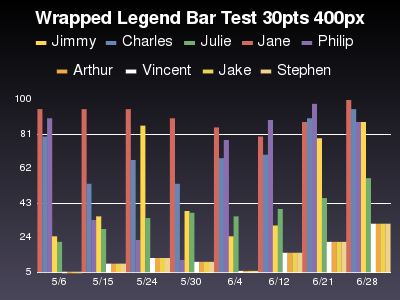 Wrapped Legend Bar Test 30pts 400px
Jimmy Charles Julie Jane Philip
Arthur Vincent Jake Stephen
100
81
62
43
24
5
5/6 5/15 5/24 5/30 6/4 6/12 6/21 6/28